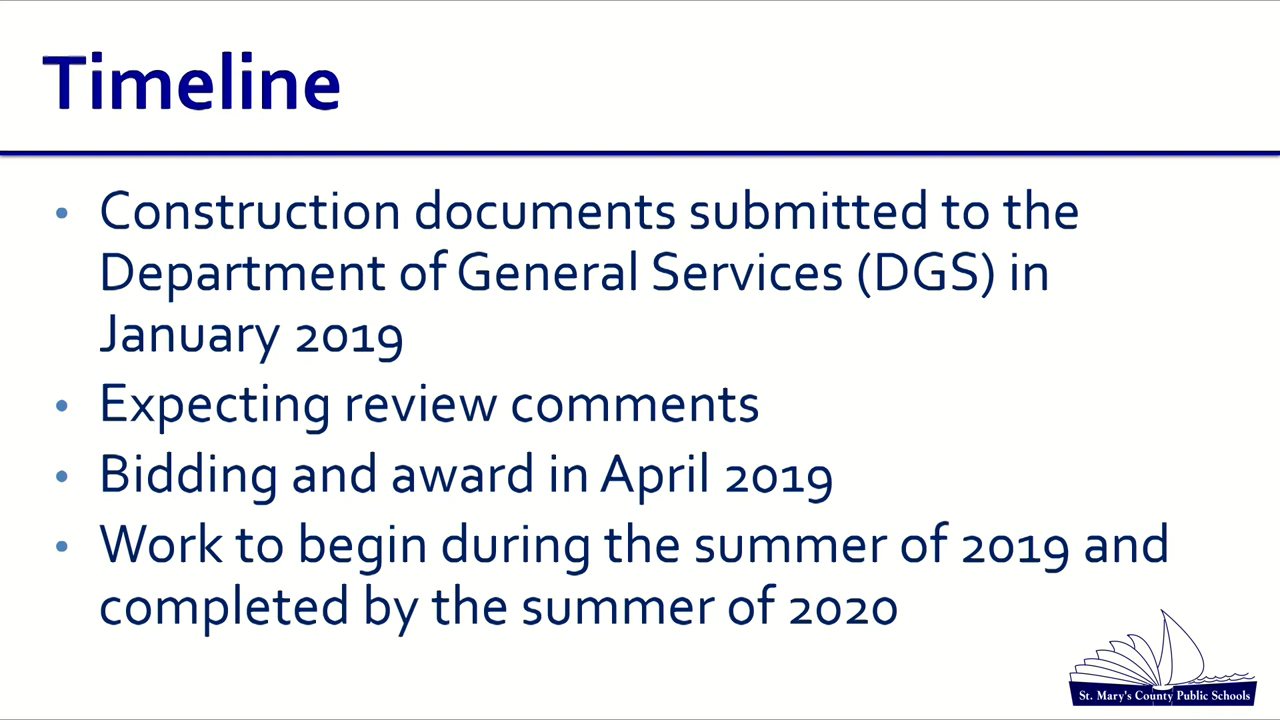 Timeline
• Construction documents submitted to the
Department of General Services (DGS) in
January 2019
• Expecting review comments
• Bidding and award in April 2019
• Work to begin during the summer of 2019 and
completed by the summer of 2020
St. Mary's County Public Schools